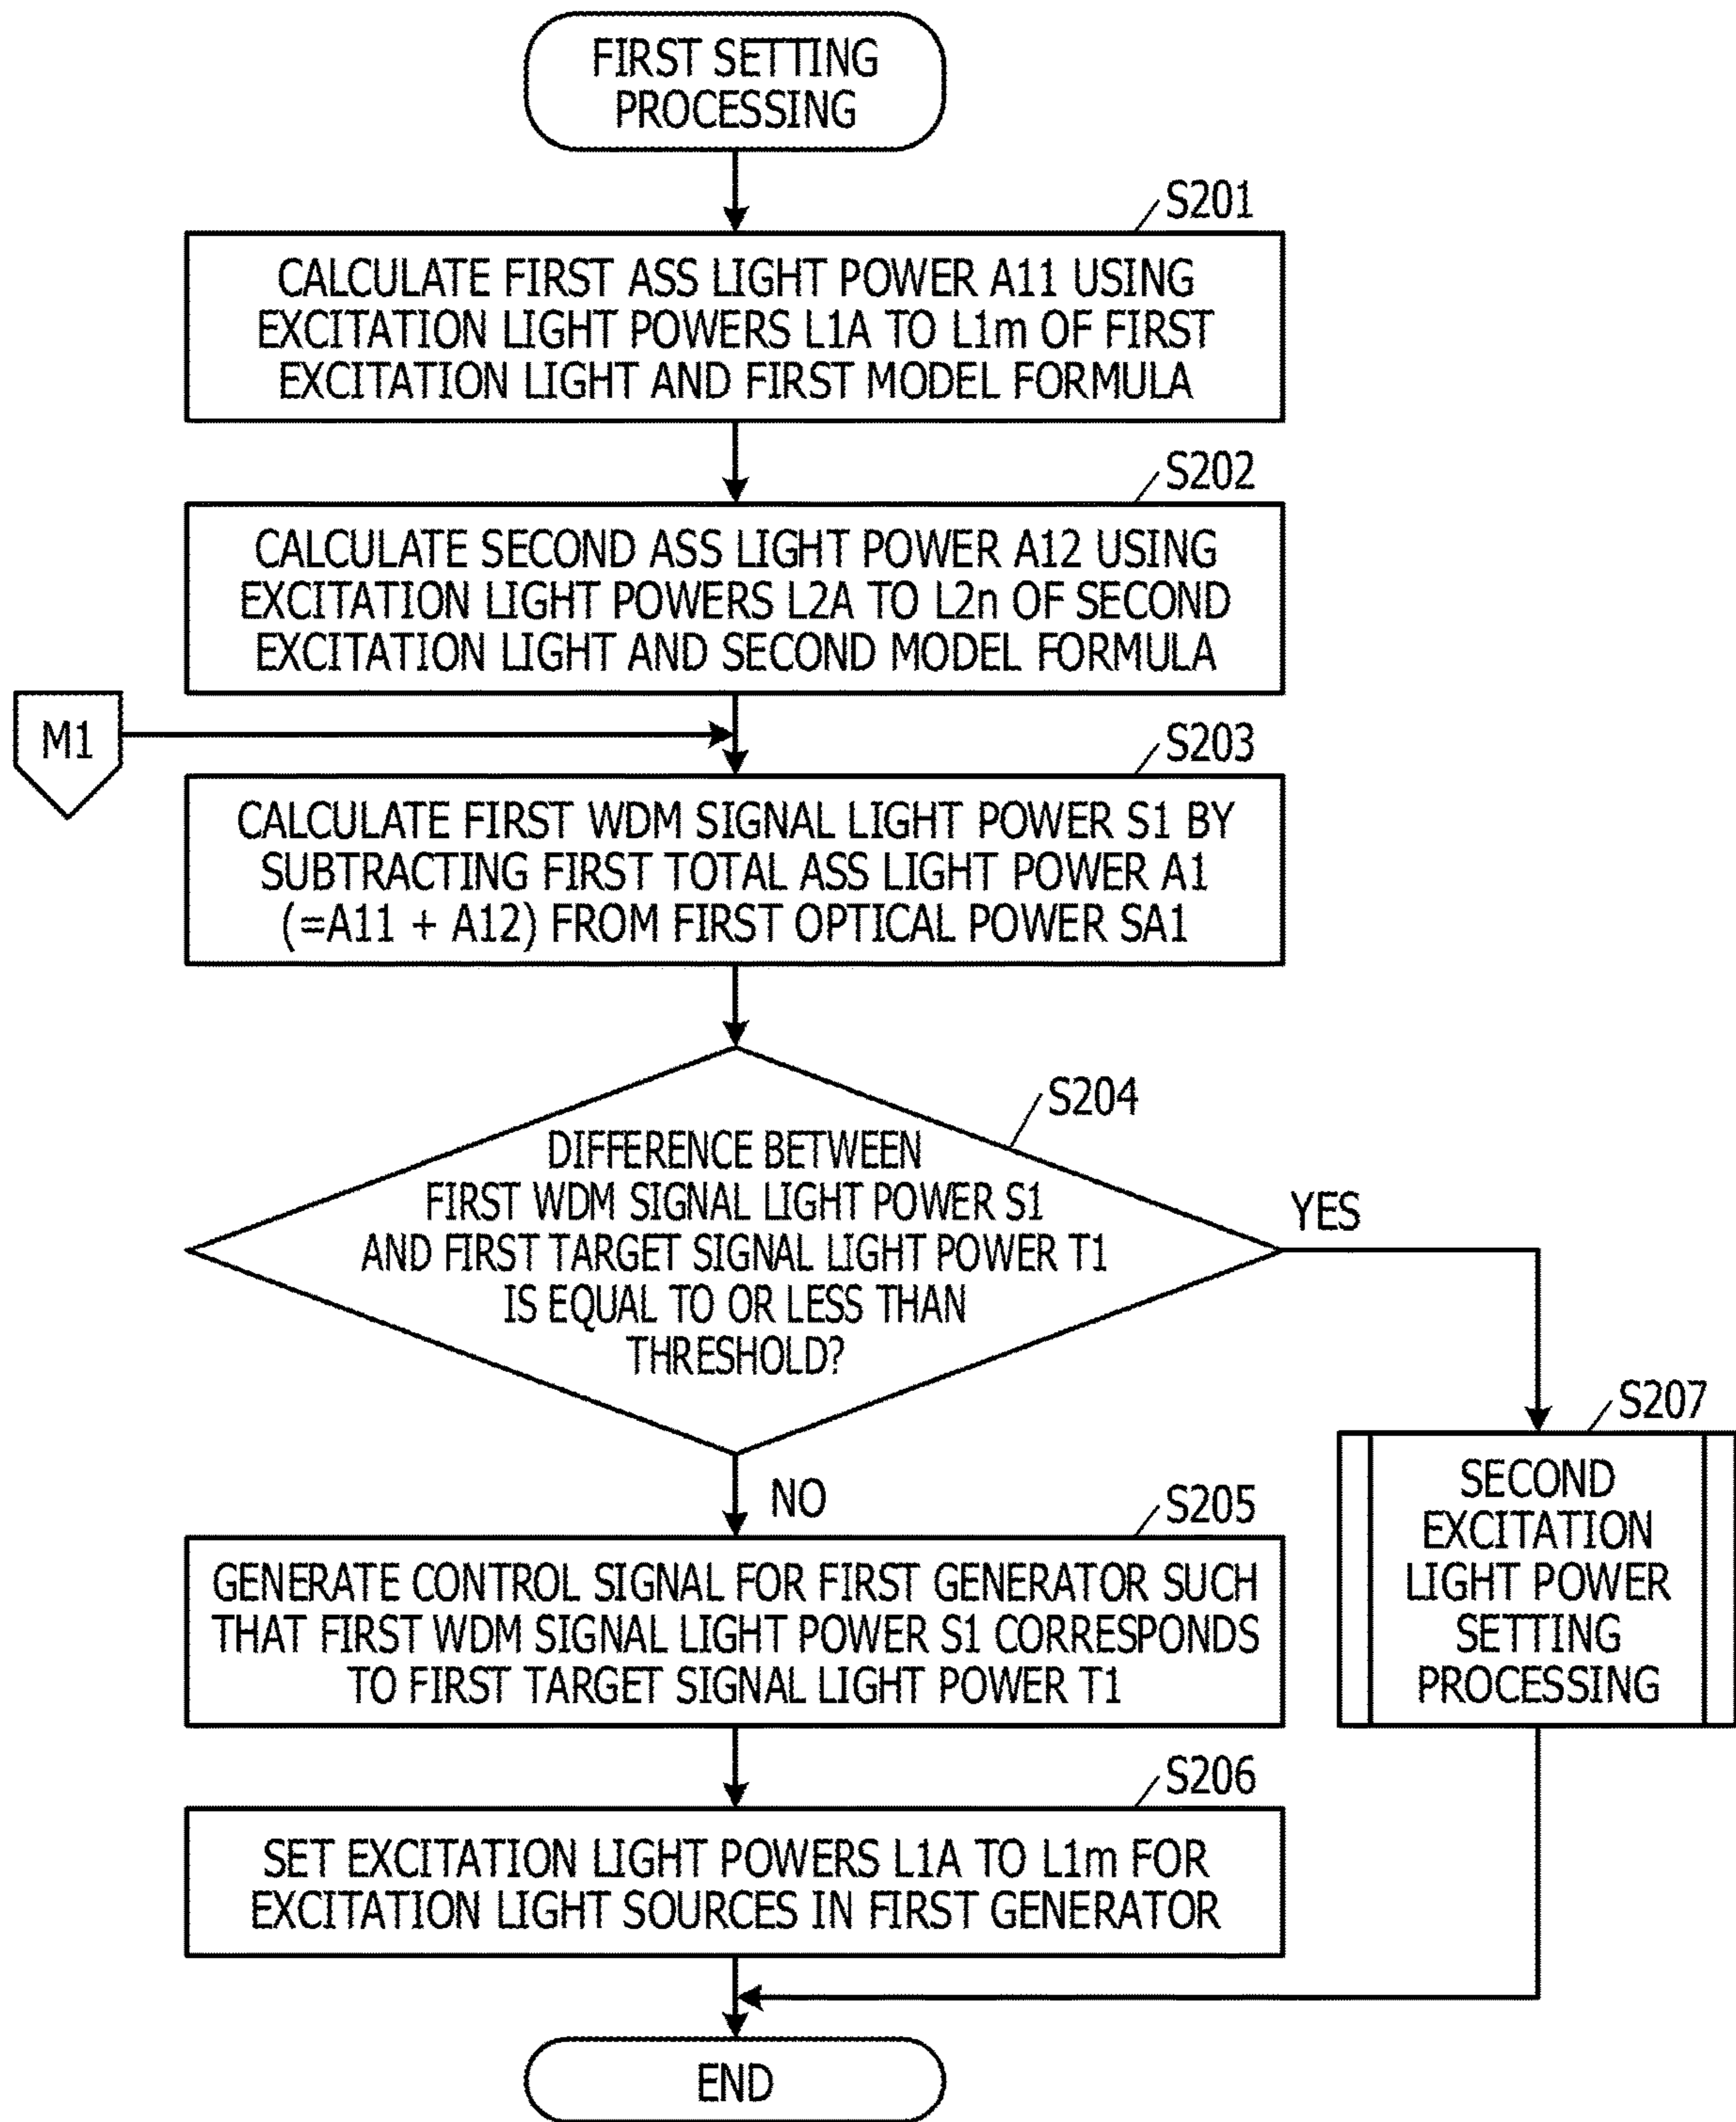 FIRST SETTING
PROCESSING
S201
CALCULATE FIRST ASS LIGHT POWER A11 USING
EXCITATION LIGHT POWERS L1A TO L1m OF FIRST
EXCITATION LIGHT AND FIRST MODEL FORMULA
S202
CALCULATE SECOND ASS LIGHT POWER A12 USING
EXCITATION LIGHT POWERS L2A TO L2n OF SECOND
EXCITATION LIGHT AND SECOND MODEL FORMULA
M1
S203
CALCULATE FIRST WDM SIGNAL LIGHT POWER S1 BY
SUBTRACTING FIRST TOTAL ASS LIGHT POWER A1
(=A11 + A12) FROM FIRST OPTICAL POWER SA1
S204
DIFFERENCE BETWEEN
FIRST WDM SIGNAL LIGHT POWER S1
AND FIRST TARGET SIGNAL LIGHT POWER T1
IS EQUAL TO OR LESS THAN
THRESHOLD?
YES
NO
S205
GENERATE CONTROL SIGNAL FOR FIRST GENERATOR SUCH
THAT FIRST WDM SIGNAL LIGHT POWER S1 CORRESPONDS
TO FIRST TARGET SIGNAL LIGHT POWER T1
S206
SET EXCITATION LIGHT POWERS L1A TO L1m FOR
EXCITATION LIGHT SOURCES IN FIRST GENERATOR
S207
SECOND
EXCITATION
LIGHT POWER
SETTING
PROCESSING
END